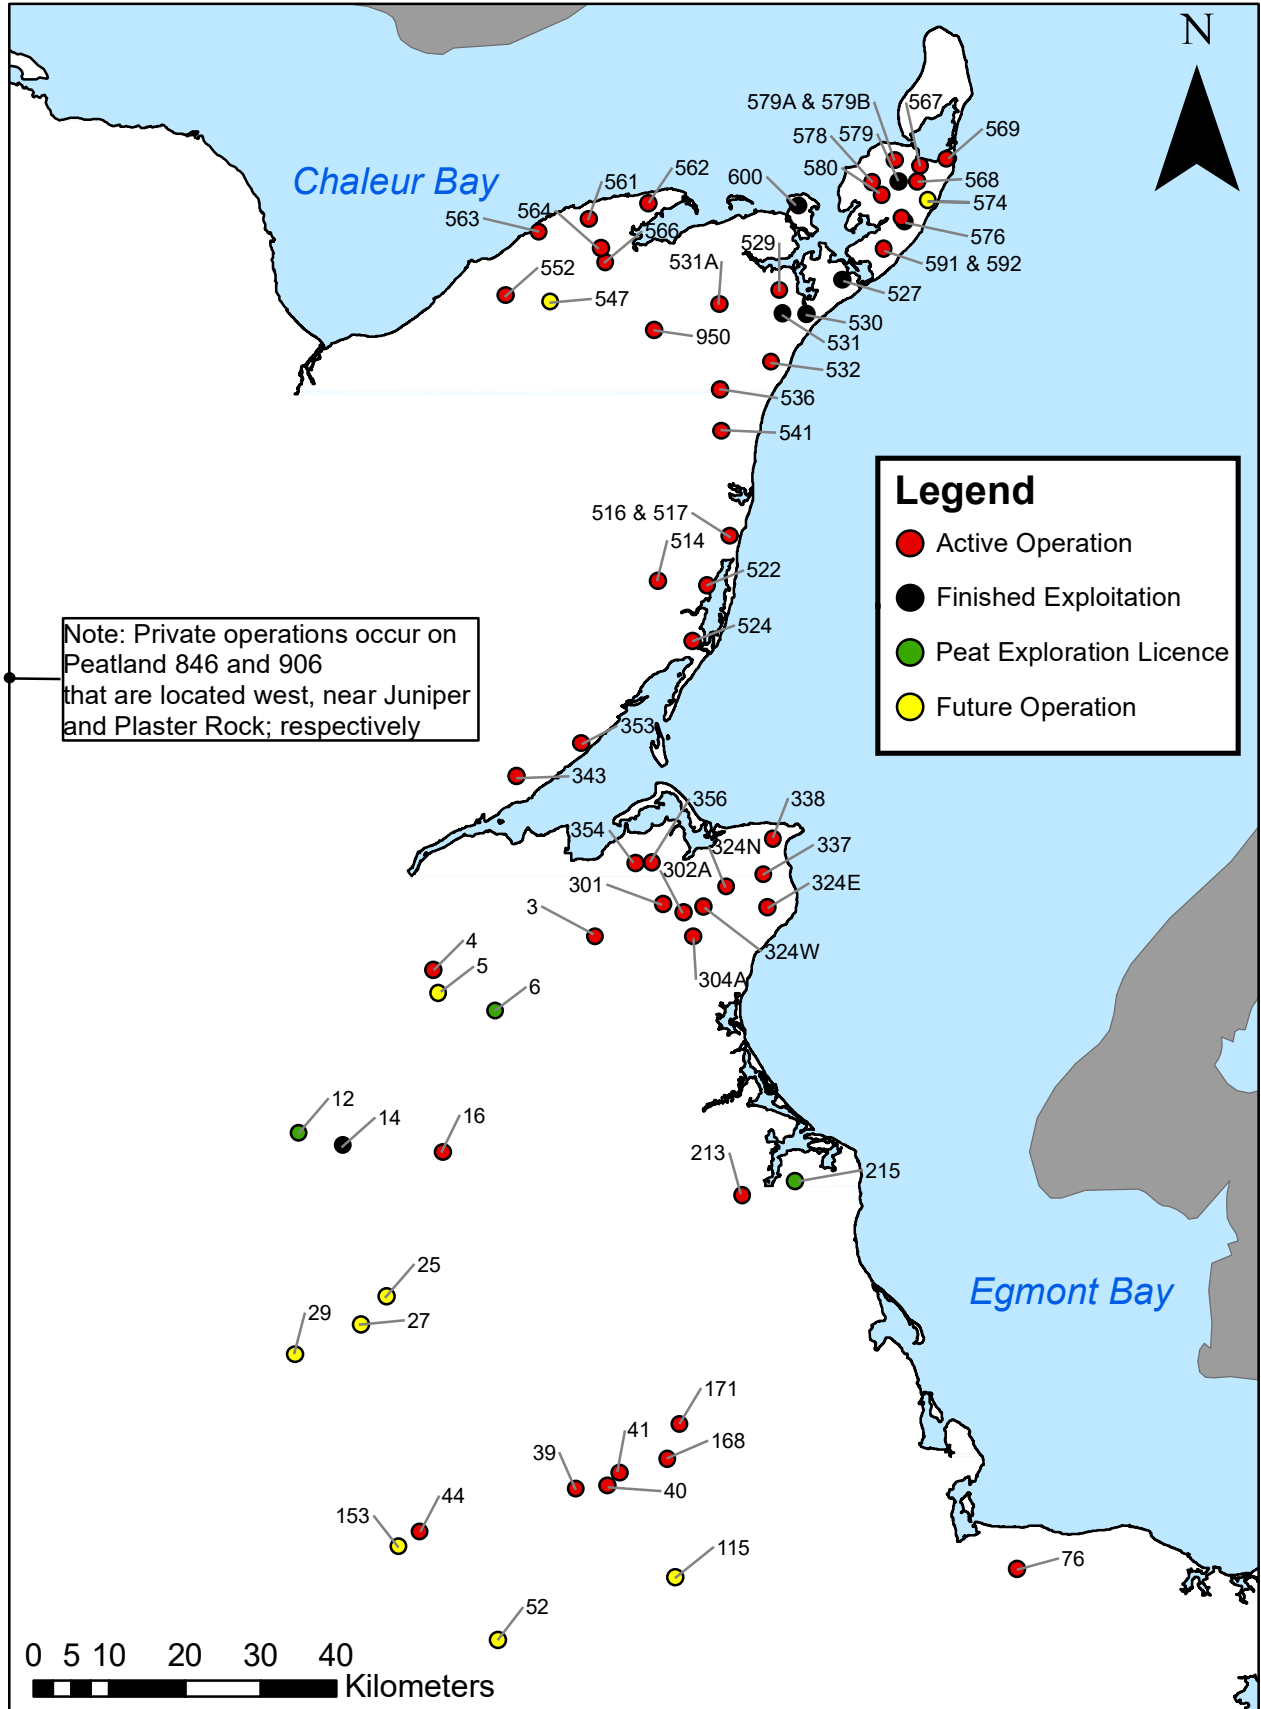 N
579A & 579B
567
578
579
569
580
568
600
574
562
561
576
564
563
566
529
591 & 592
531A
552
547
527
530
531
950
532
536
541
Chaleur Bay
Legend
Active Operation
Finished Exploitation
Peat Exploration Licence
Future Operation
516 & 517
514
522
524
Note: Private operations occur on
Peatland 846 and 906
that are located west, near Juniper
and Plaster Rock; respectively
353
343
356
338
354
324N
337
302A
301
324E
3
324W
4
304A
5
6
12
14
16
213
215
25
29
27
Egmont Bay
171
41
168
39
40
44
153
115
76
52
0 5 10 20 30 40
Kilometers